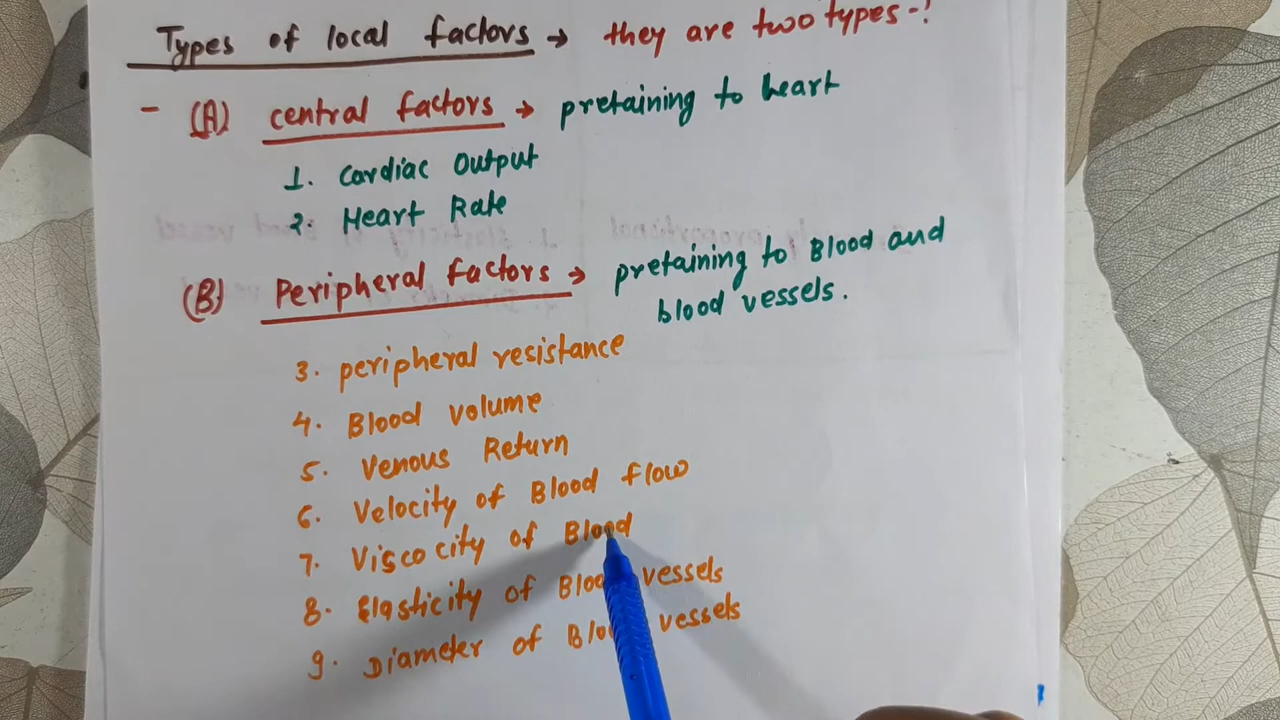 Types of local factors → they are two types -!
- (A) central factors → pretaining to heart
1. Cardiac Output
2. Heart Rate
(B) Peripheral factors → pretaining to Blood and
blood vessels.
3. peripheral resistance
4. Blood volume
5. Venous Return
6. Velocity of Blood flow
7. Viscocity of Blood
8. Elasticity of Blood vessels
9. Diameter of Blood vessels